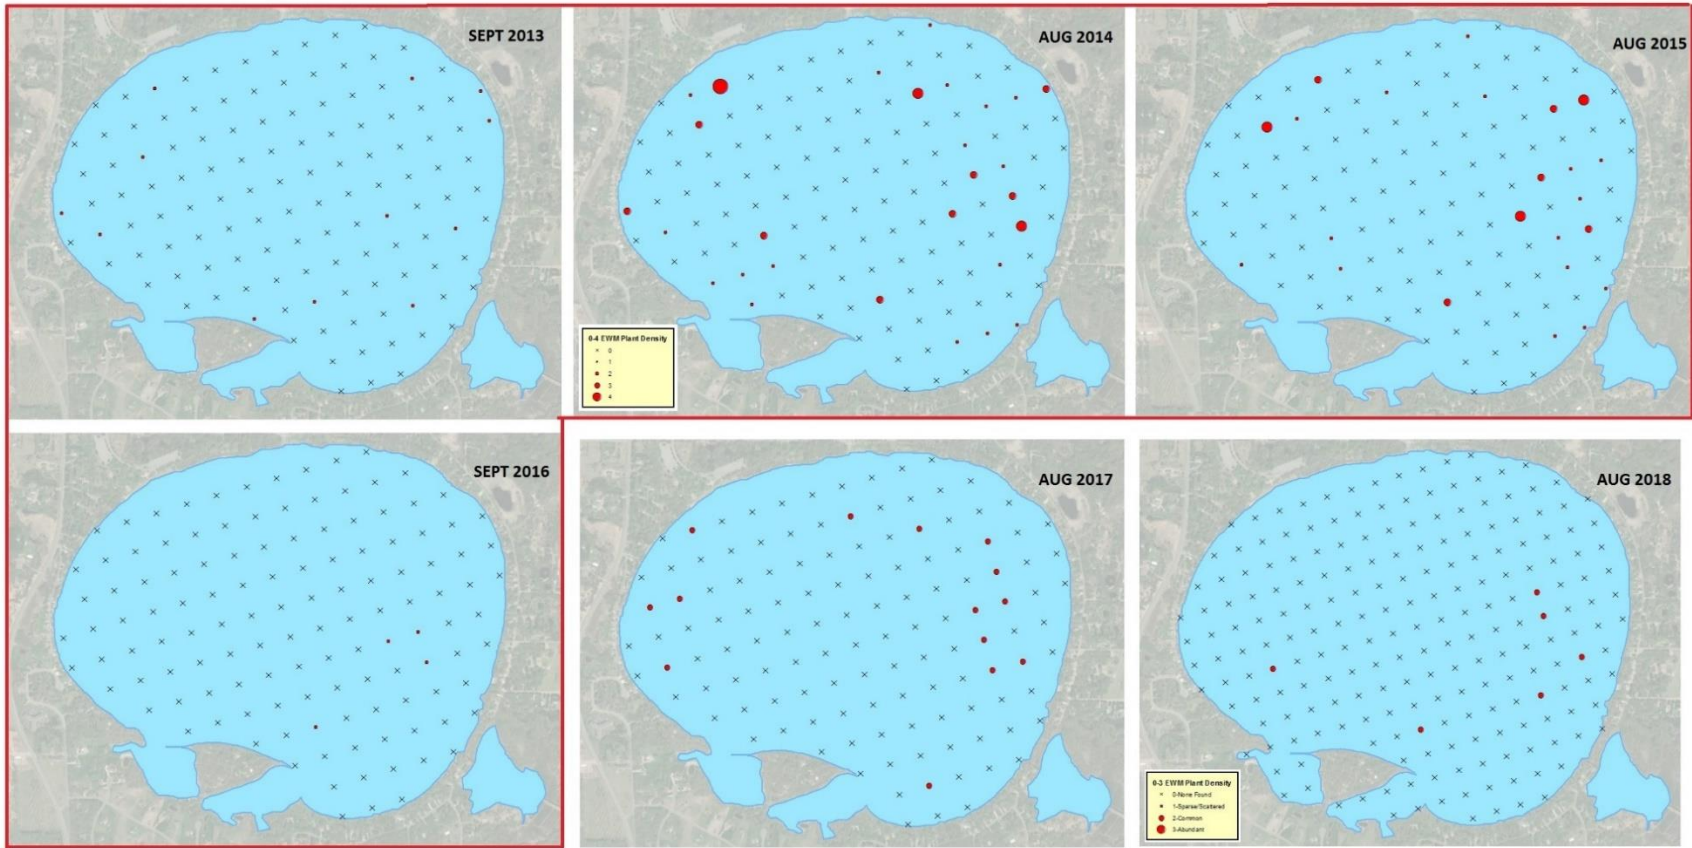 SEPT 2013
AUG 2014
AUG 2015
0-4 EWM Plant Density
0
1
2
3
4
SEPT 2016
AUG 2017
AUG 2018
0-3 EWM Plant Density
0-None Found
1-Sparse/Scattered
2-Common
3-Abundant